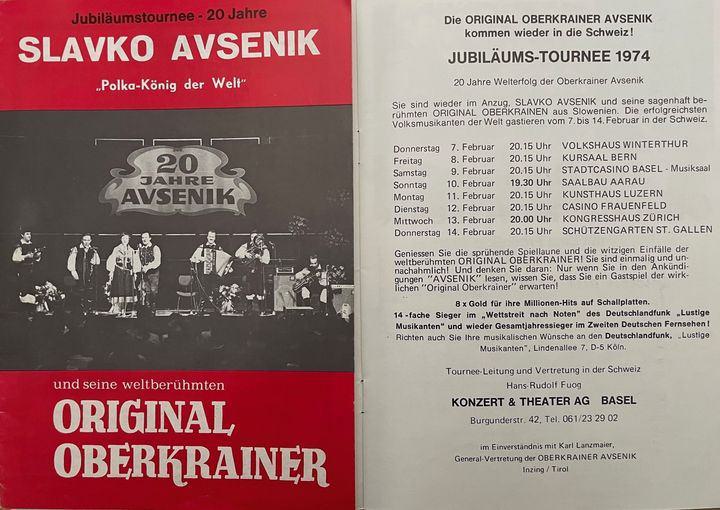 Jubiläumstournee - 20 Jahre
SLAVKO AVSENIK
„Polka-König der Welt"
20
JAHRE
AVSENIK
und seine weltberühmten
ORIGINAL
OBERKRAINER
Die ORIGINAL OBERKRAINER AVSENIK
kommen wieder in die Schweiz!
JUBILÄUMS-TOURNEE 1974
20 Jahre Welterfolg der Oberkrainer Avsenik
Sie sind wieder im Anzug, SLAVKO AVSENIK und seine sagenhaft be-
rühmten ORIGINAL OBERKRAINEN aus Slowenien. Die erfolgreichsten
Volksmusikanten der Welt gastieren vom 7. bis 14. Februar in der Schweiz.
Donnerstag 7. Februar 20.15 Uhr VOLKSHAUS WINTERTHUR
Freitag 8. Februar 20.15 Uhr KURSAAL BERN
Samstag 9. Februar 20.15 Uhr STADTCASINO BASEL - Musiksaal
Sonntag 10. Februar 19.30 Uhr SAALBAU AARAU
Montag 11. Februar 20.15 Uhr KUNSTHAUS LUZERN
Dienstag 12. Februar 20.15 Uhr CASINO FRAUENFELD
Mittwoch 13. Februar 20.00 Uhr KONGRESSHAUS ZÜRICH
Donnerstag 14. Februar 20.15 Uhr SCHÜTZENGARTEN ST. GALLEN
Geniessen Sie die sprühende Spiellaune und die witzigen Einfälle der
weltberühmten ORIGINAL OBERKRAINER! Sie sind einmalig und un-
nachahmlich! Und denken Sie daran: Nur wenn Sie in den Ankündi-
gungen "AVSENIK" lesen, wissen Sie, dass Sie ein Gastspiel der wirk-
lichen "Original Oberkrainer" erwarten!
8 x Gold für ihre Millionen-Hits auf Schallplatten.
14-fache Sieger im „Wettstreit nach Noten" des Deutschlandfunk „Lustige
Musikanten" und wieder Gesamtjahressieger im Zweiten Deutschen Fernsehen!
Richten auch Sie Ihre musikalischen Wünsche an den Deutschlandfunk, „Lustige
Musikanten", Lindenallee 7, D-5 Köln.
Tournee-Leitung und Vertretung in der Schweiz
Hans-Rudolf Fuog
KONZERT & THEATER AG BASEL
Burgunderstr. 42, Tel. 061/23 29 02
im Einverständnis mit Karl Lanzmaier,
General-Vertretung der OBERKRAINER AVSENIK
Inzing / Tirol